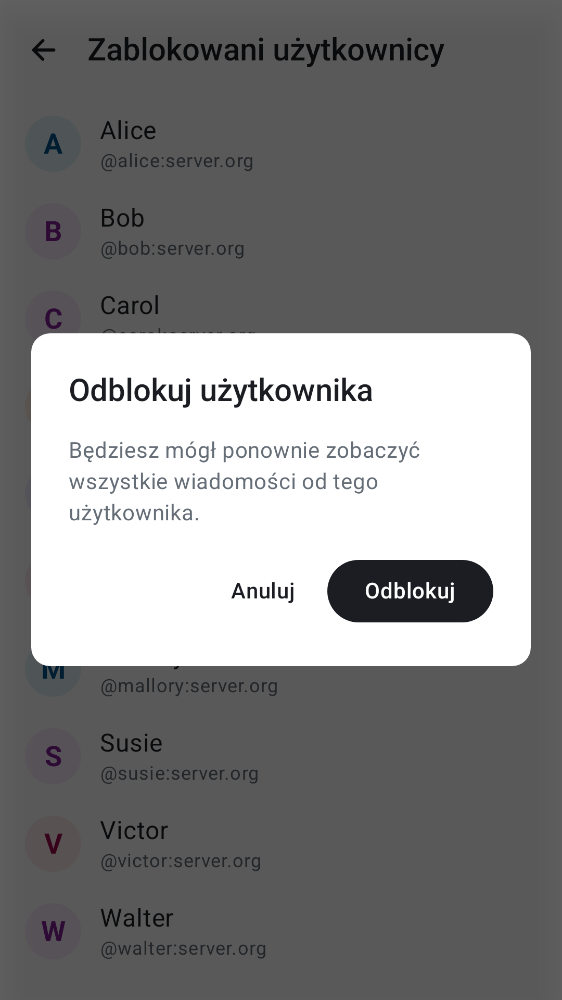 Zablokowani użytkownicy
A
Alice
@alice:server.org
B
Bob
@bob:server.org
C
Carol
Odblokuj użytkownika
Będziesz mógł ponownie zobaczyć
wszystkie wiadomości od tego
użytkownika.
Anuluj
Odblokuj
M
@mallory:server.org
S
Susie
@susie:server.org
V
Victor
@victor:server.org
W
Walter
@walter:server.org